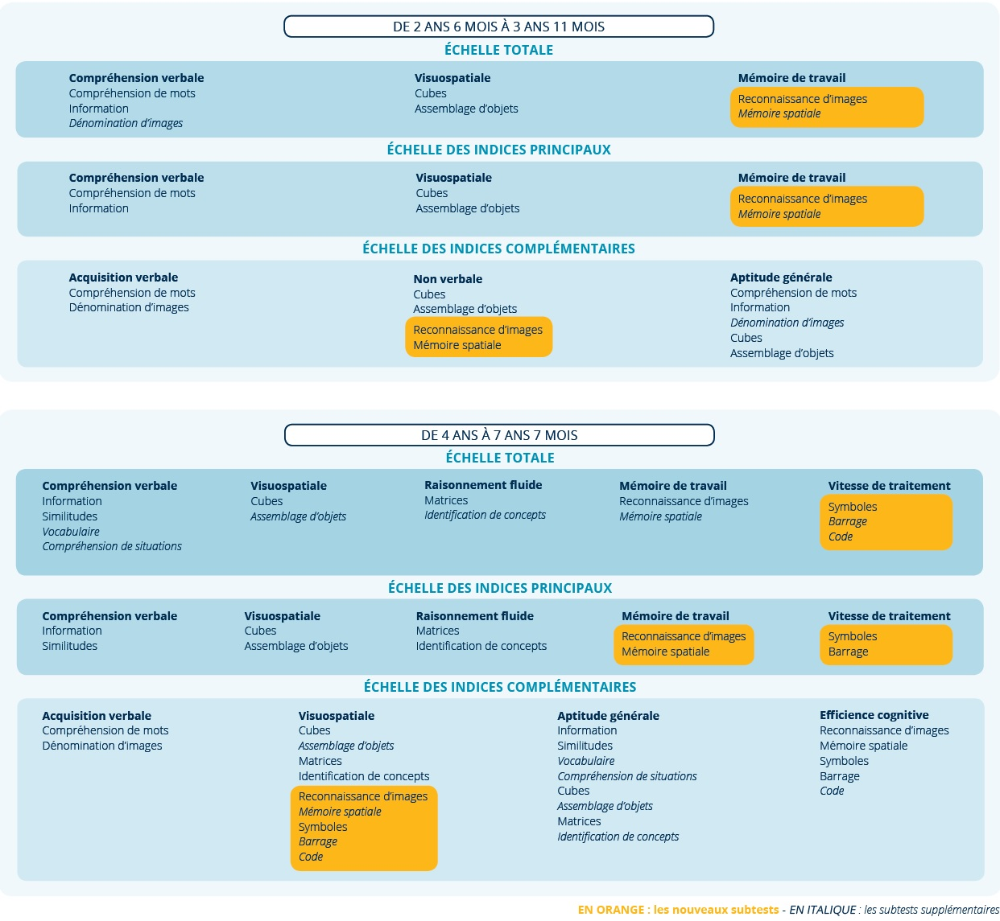 DE 2 ANS 6 MOIS À 3 ANS 11 MOIS
ÉCHELLE TOTALE
Compréhension verbale
Compréhension de mots
Information
Dénomination d'images
Visuospatiale
Cubes
Assemblage d'objets
Mémoire de travail
Reconnaissance d'images
Mémoire spatiale
ÉCHELLE DES INDICES PRINCIPAUX
Compréhension verbale
Compréhension de mots
Information
Visuospatiale
Cubes
Assemblage d'objets
Mémoire de travail
Reconnaissance d'images
Mémoire spatiale
ÉCHELLE DES INDICES COMPLÉMENTAIRES
Acquisition verbale
Compréhension de mots
Dénomination d'images
Non verbale
Cubes
Assemblage d'objets
Reconnaissance d'images
Mémoire spatiale
Aptitude générale
Compréhension de mots
Information
Dénomination d'images
Cubes
Assemblage d'objets
DE 4 ANS À 7 ANS 7 MOIS
ÉCHELLE TOTALE
Compréhension verbale
Information
Similitudes
Vocabulaire
Compréhension de situations
Visuospatiale
Cubes
Assemblage d'objets
Raisonnement fluide
Matrices
Identification de concepts
Mémoire de travail
Reconnaissance d'images
Mémoire spatiale
Vitesse de traitement
Symboles
Barrage
Code
ÉCHELLE DES INDICES PRINCIPAUX
Compréhension verbale
Information
Similitudes
Visuospatiale
Cubes
Assemblage d'objets
Raisonnement fluide
Matrices
Identification de concepts
Mémoire de travail
Reconnaissance d'images
Mémoire spatiale
Vitesse de traitement
Symboles
Barrage
ÉCHELLE DES INDICES COMPLÉMENTAIRES
Acquisition verbale
Compréhension de mots
Dénomination d'images
Visuospatiale
Cubes
Assemblage d'objets
Matrices
Identification de concepts
Reconnaissance d'images
Mémoire spatiale
Symboles
Barrage
Code
Aptitude générale
Information
Similitudes
Vocabulaire
Compréhension de situations
Cubes
Assemblage d'objets
Matrices
Identification de concepts
Efficience cognitive
Reconnaissance d'images
Mémoire spatiale
Symboles
Barrage
Code
EN ORANGE : les nouveaux subtests - EN ITALIQUE : les subtests supplémentaires